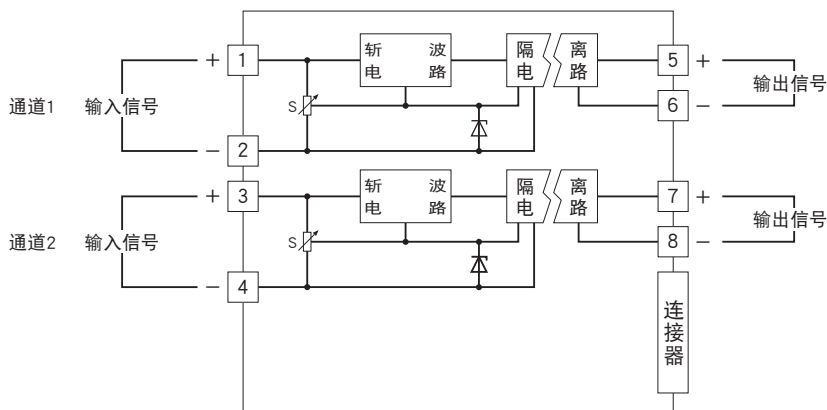 + 1 斩 波 隔 离 5 +
电 路 电 路 输出信号
通道1 输入信号 S 6 −
− 2
+ 3 斩 波 隔 离 7 +
电 路 电 路 输出信号
通道2 输入信号 S 8 −
− 4
连接器